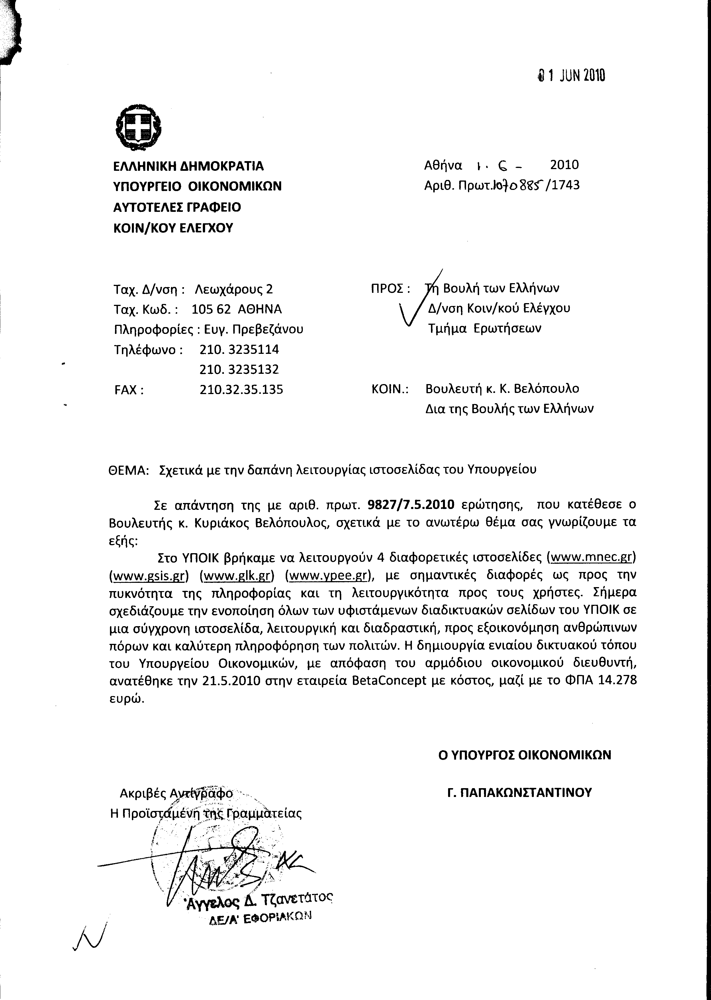 01 JUN 2010
ΕΛΛΗΝΙΚΗ ΔΗΜΟΚΡΑΤΙΑ
ΥΠΟΥΡΓΕΙΟ ΟΙΚΟΝΟΜΙΚΩΝ
ΑΥΤΟΤΕΛΕΣ ΓΡΑΦΕΙΟ
ΚΟΙΝ/ΚΟΥ ΕΛΕΓΧΟΥ
Αθήνα 1. 6 - 2010
Αριθ. Πρωτ.1070885/1743
Ταχ. Δ/νση : Λεωχάρους 2
Ταχ. Κωδ. : 105 62 ΑΘΗΝΑ
Πληροφορίες : Ευγ. Πρεβεζάνου
Τηλέφωνο : 210. 3235114
210. 3235132
FAX : 210.32.35.135
ΠΡΟΣ : Τη Βουλή των Ελλήνων
Δ/νση Κοιν/κού Ελέγχου
Τμήμα Ερωτήσεων
ΚΟΙΝ.: Βουλευτή κ. Κ. Βελόπουλο
Δια της Βουλής των Ελλήνων
ΘΕΜΑ: Σχετικά με την δαπάνη λειτουργίας ιστοσελίδας του Υπουργείου
Σε απάντηση της με αριθ. πρωτ. 9827/7.5.2010 ερώτησης, που κατέθεσε ο
Βουλευτής κ. Κυριάκος Βελόπουλος, σχετικά με το ανωτέρω θέμα σας γνωρίζουμε τα
εξής:
Στο ΥΠΟΙΚ βρήκαμε να λειτουργούν 4 διαφορετικές ιστοσελίδες (www.mnec.gr)
(www.gsis.gr) (www.glk.gr) (www.ypee.gr), με σημαντικές διαφορές ως προς την
πυκνότητα της πληροφορίας και τη λειτουργικότητα προς τους χρήστες. Σήμερα
σχεδιάζουμε την ενοποίηση όλων των υφιστάμενων διαδικτυακών σελίδων του ΥΠΟΙΚ σε
μια σύγχρονη ιστοσελίδα, λειτουργική και διαδραστική, προς εξοικονόμηση ανθρώπινων
πόρων και καλύτερη πληροφόρηση των πολιτών. Η δημιουργία ενιαίου δικτυακού τόπου
του Υπουργείου Οικονομικών, με απόφαση του αρμόδιου οικονομικού διευθυντή,
ανατέθηκε την 21.5.2010 στην εταιρεία BetaConcept με κόστος, μαζί με το ΦΠΑ 14.278
ευρώ.
Ο ΥΠΟΥΡΓΟΣ ΟΙΚΟΝΟΜΙΚΩΝ
Γ. ΠΑΠΑΚΩΝΣΤΑΝΤΙΝΟΥ
Ακριβές Αντίγραφο
Η Προϊσταμένη της Γραμματείας
Άγγελος Δ. Τζανετάτος
ΔΕ/Α' ΕΦΟΡΙΑΚΩΝ